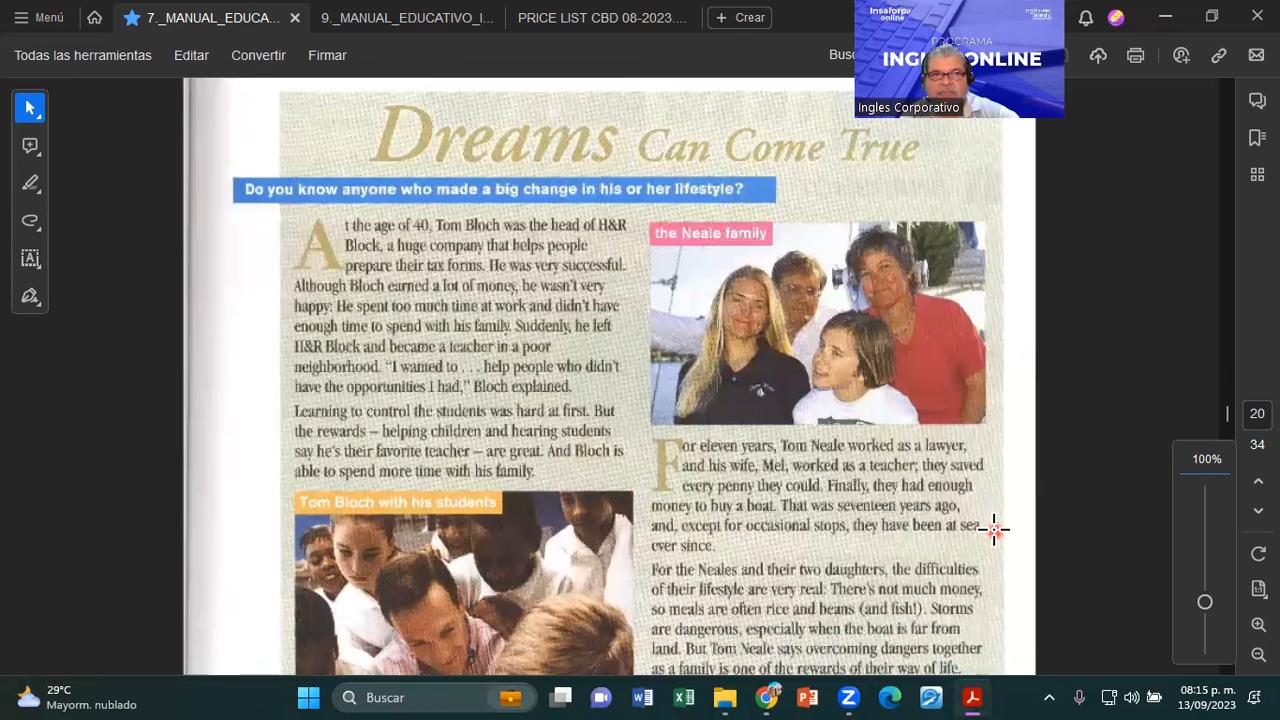 Menú
7._MANUAL_EDUCA...
9._MANUAL_EDUCATIVO_I...
PRICE LIST CBD 08-2023....
Crear
Todas las herramientas
Editar
Convertir
Firmar
Insaforp
online
PROGRAMA
INGLES ONLINE
Ingles Corporativo
Dreams Can Come True
Do you know anyone who made a big change in his or her lifestyle?
At the age of 40, Tom Bloch was the head of H&R
Block, a huge company that helps people
prepare their tax forms. He was very successful.
Although Bloch earned a lot of money, he wasn't very
happy. He spent too much time at work and didn't have
enough time to spend with his family. Suddenly, he left
H&R Block and became a teacher in a poor
neighborhood. "I wanted to . . . help people who didn't
have the opportunities I had," Bloch explained.
Learning to control the students was hard at first. But
the rewards – helping children and hearing students
say he's their favorite teacher – are great. And Bloch is
able to spend more time with his family.
Tom Bloch with his students
the Neale family
For eleven years, Tom Neale worked as a lawyer,
and his wife, Mel, worked as a teacher; they saved
every penny they could. Finally, they had enough
money to buy a boat. That was seventeen years ago,
and, except for occasional stops, they have been at sea
ever since.
For the Neales and their two daughters, the difficulties
of their lifestyle are very real: There's not much money,
so meals are often rice and beans (and fish!). Storms
are dangerous, especially when the boat is far from
land. But Tom Neale says overcoming dangers together
as a family is one of the rewards of their way of life.
20
34
100%
29°C
Mayorm. nublado
Buscar
08:15 p. m.
13/09/2023